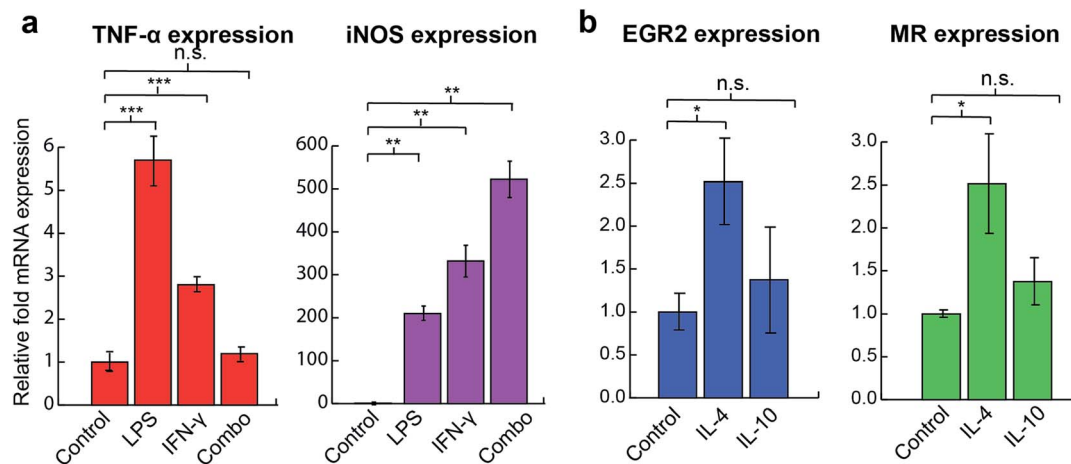 a
TNF-α expression
n.s.
***
***
Relative fold mRNA expression
6
5
4
3
2
1
0
Control
LPS
IFN-γ
Combo
iNOS expression
**
**
**
600
500
400
300
200
100
0
Control
LPS
IFN-γ
Combo
b
EGR2 expression
n.s.
*
3.0
2.5
2.0
1.5
1.0
0.5
0.0
Control
IL-4
IL-10
MR expression
n.s.
*
3.0
2.5
2.0
1.5
1.0
0.5
0.0
Control
IL-4
IL-10